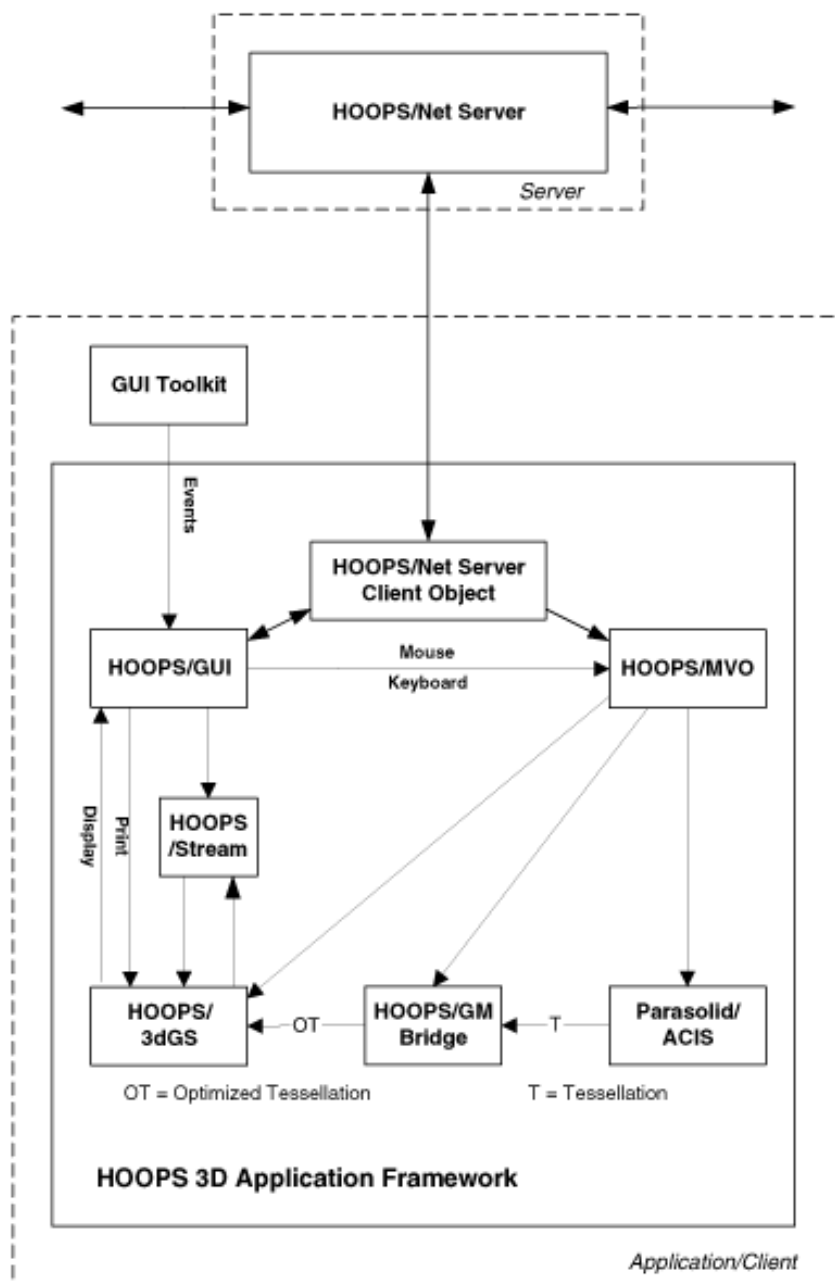 HOOPS/Net Server
Server
GUI Toolkit
Events
HOOPS/Net Server
Client Object
HOOPS/GUI
Mouse
Keyboard
HOOPS/MVO
Display
Print
HOOPS
/Stream
HOOPS/
3dGS
OT
HOOPS/GM
Bridge
T
Parasolid/
ACIS
OT = Optimized Tessellation
T = Tessellation
HOOPS 3D Application Framework
Application/Client